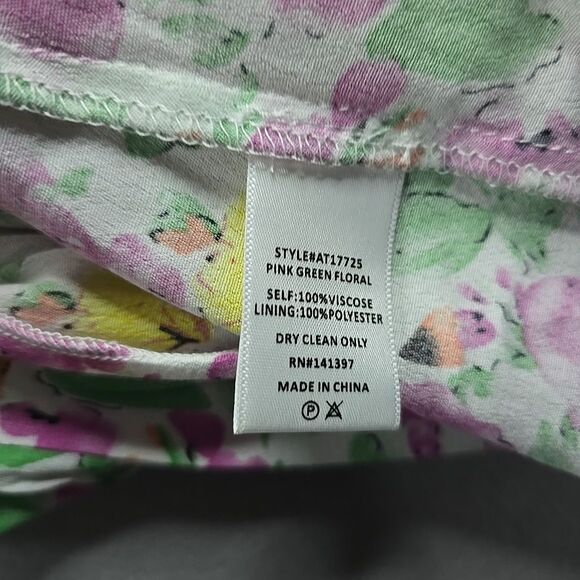 STYLE#AT17725
PINK GREEN FLORAL
SELF:100%VISCOSE
LINING:100%POLYESTER
DRY CLEAN ONLY
RN#141397
MADE IN CHINA
P